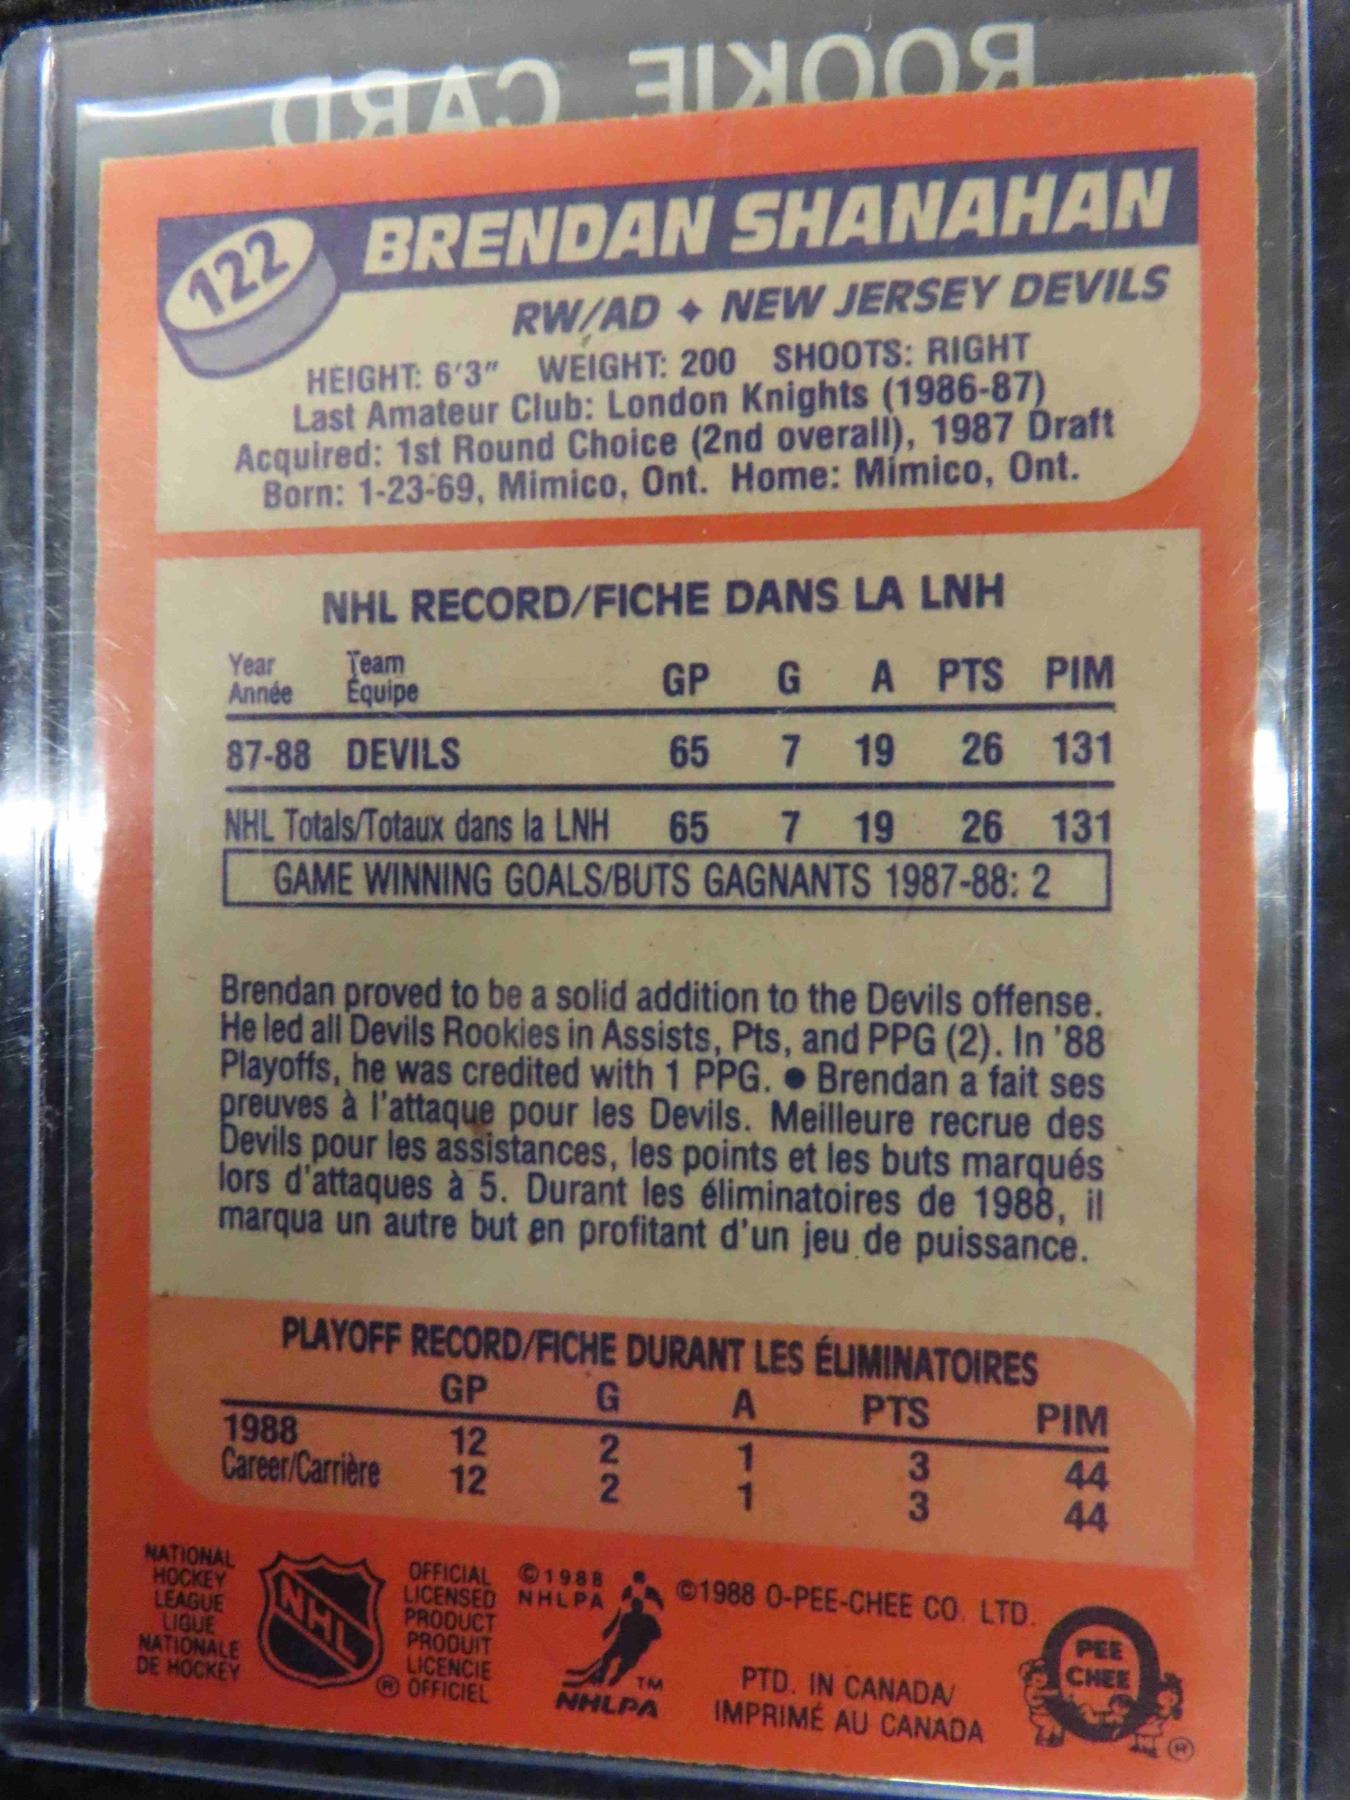 ROOKIE CARD
122
BRENDAN SHANAHAN
RW/AD ✦ NEW JERSEY DEVILS
HEIGHT: 6'3" WEIGHT: 200 SHOOTS: RIGHT
Last Amateur Club: London Knights (1986-87)
Acquired: 1st Round Choice (2nd overall), 1987 Draft
Born: 1-23-69, Mimico, Ont. Home: Mimico, Ont.
NHL RECORD/FICHE DANS LA LNH
Year Team GP G A PTS PIM
Année Équipe
87-88 DEVILS 65 7 19 26 131
NHL Totals/Totaux dans la LNH 65 7 19 26 131
GAME WINNING GOALS/BUTS GAGNANTS 1987-88: 2
Brendan proved to be a solid addition to the Devils offense.
He led all Devils Rookies in Assists, Pts, and PPG (2). In '88
Playoffs, he was credited with 1 PPG. ● Brendan a fait ses
preuves à l'attaque pour les Devils. Meilleure recrue des
Devils pour les assistances, les points et les buts marqués
lors d'attaques à 5. Durant les éliminatoires de 1988, il
marqua un autre but en profitant d'un jeu de puissance.
PLAYOFF RECORD/FICHE DURANT LES ÉLIMINATOIRES
GP G A PTS PIM
1988 12 2 1 3 44
Career/Carrière 12 2 1 3 44
NATIONAL
HOCKEY
LEAGUE
LIGUE
NATIONALE
DE HOCKEY
NHL
®
OFFICIAL
LICENSED
PRODUCT
PRODUIT
LICENCIE
OFFICIEL
©1988
NHLPA
TM
NHLPA
©1988 O-PEE-CHEE CO. LTD.
PTD. IN CANADA/
IMPRIMÉ AU CANADA
PEE
CHEE
®